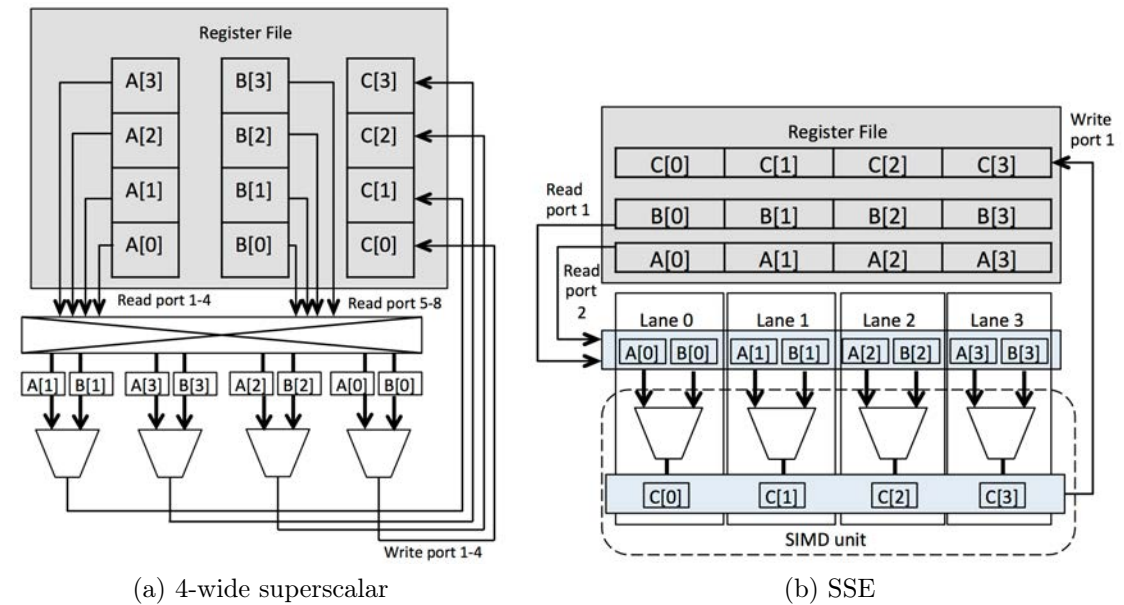 Register File
A[3] B[3] C[3]
A[2] B[2] C[2]
A[1] B[1] C[1]
A[0] B[0] C[0]
Read port 1-4
Read port 5-8
A[1] B[1] A[3] B[3] A[2] B[2] A[0] B[0]
Write port 1-4
(a) 4-wide superscalar
Register File
Write
port 1
C[0] C[1] C[2] C[3]
Read
port 1
B[0] B[1] B[2] B[3]
A[0] A[1] A[2] A[3]
Read
port
2
Lane 0 Lane 1 Lane 2 Lane 3
A[0] B[0] A[1] B[1] A[2] B[2] A[3] B[3]
C[0] C[1] C[2] C[3]
SIMD unit
(b) SSE